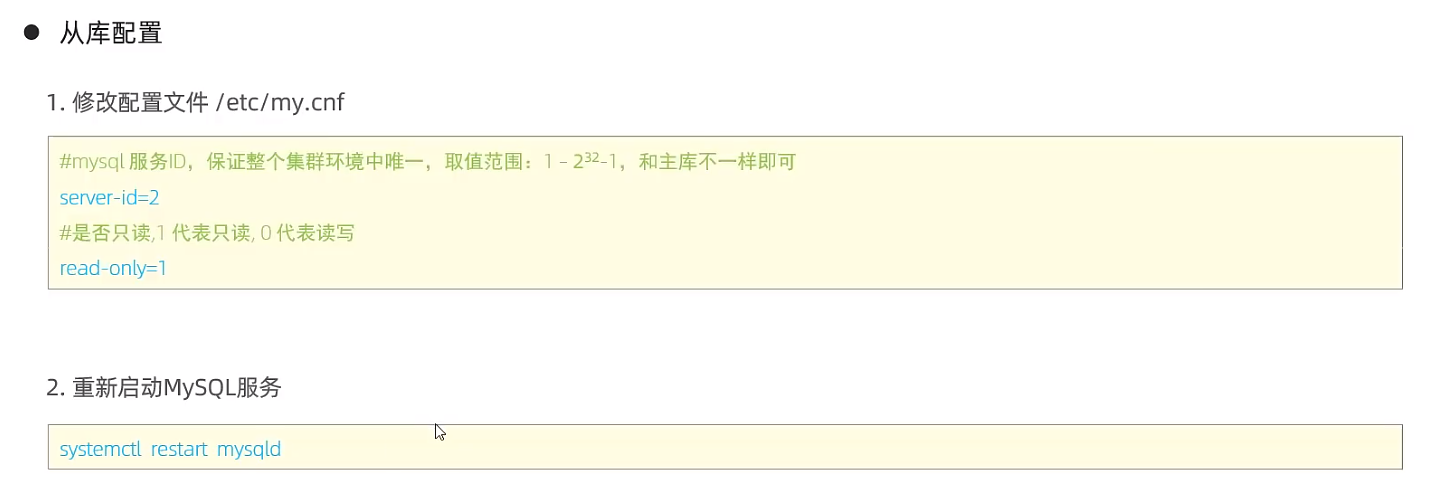 ● 从库配置
1. 修改配置文件 /etc/my.cnf
#mysql 服务ID，保证整个集群环境中唯一，取值范围：1 – 2³²-1，和主库不一样即可
server-id=2
#是否只读,1 代表只读, 0 代表读写
read-only=1
2. 重新启动MySQL服务
systemctl restart mysqld